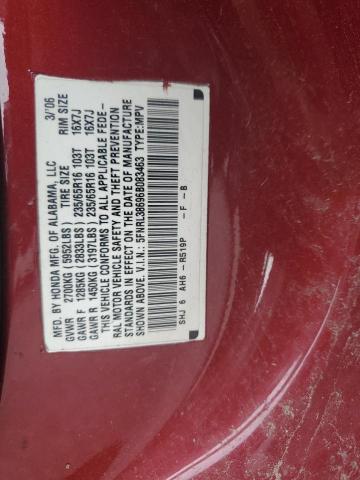 MFD. BY HONDA MFG. OF ALABAMA, LLC 3/06
GVWR 2700KG (5952LBS) TIRE SIZE RIM SIZE
GAWR F 1285KG (2833LBS) 235/65R16 103T 16X7J
GAWR R 1450KG (3197LBS) 235/65R16 103T 16X7J
THIS VEHICLE CONFORMS TO ALL APPLICABLE FEDE-
RAL MOTOR VEHICLE SAFETY AND THEFT PREVENTION
STANDARDS IN EFFECT ON THE DATE OF MANUFACTURE
SHOWN ABOVE. V.I.N.: 5FNRL38696B083463 TYPE:MPV
SHJ 6 AH6 - R519P - F - B